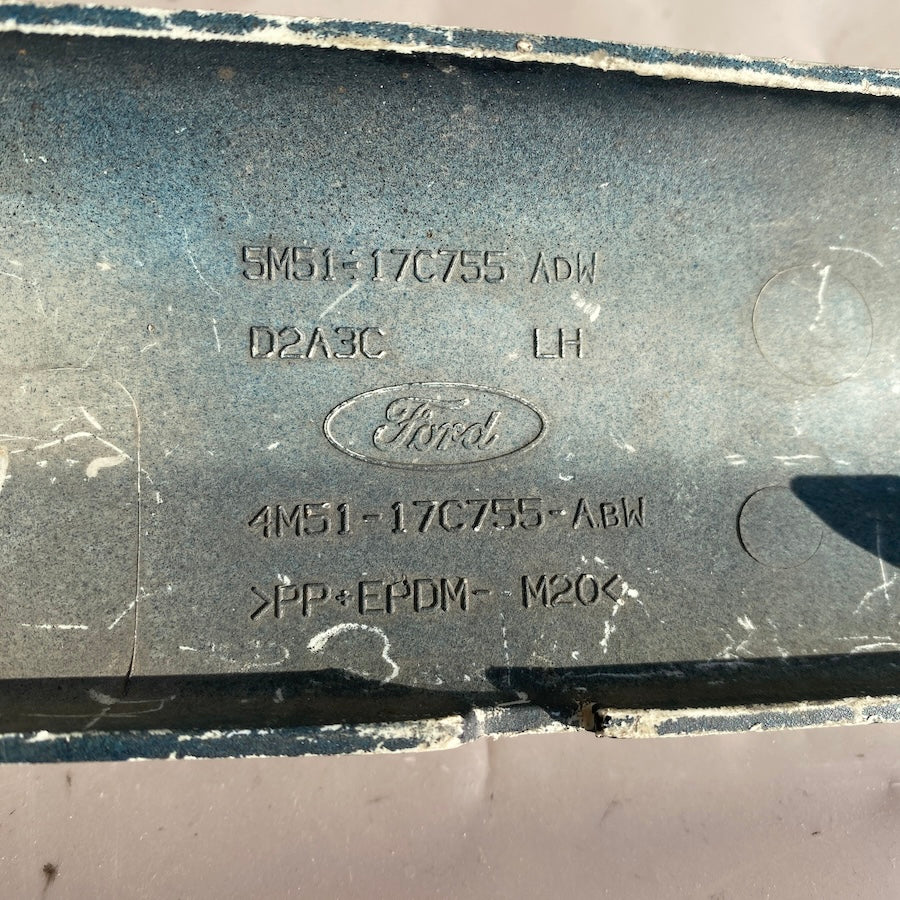 5M51-17C755 ADW
D2A3C LH
Ford
4M51-17C755-ABW
>PP+EPDM- M20<